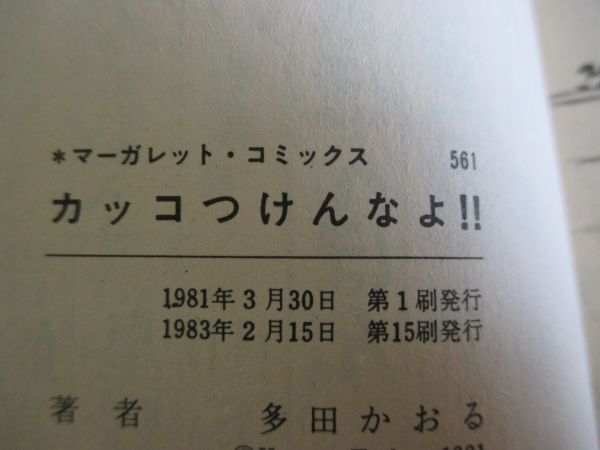 *マーガレット・コミックス 561
カッコつけんなよ!!
1981年3月30日 第1刷発行
1983年2月15日 第15刷発行
著者 多田かおる